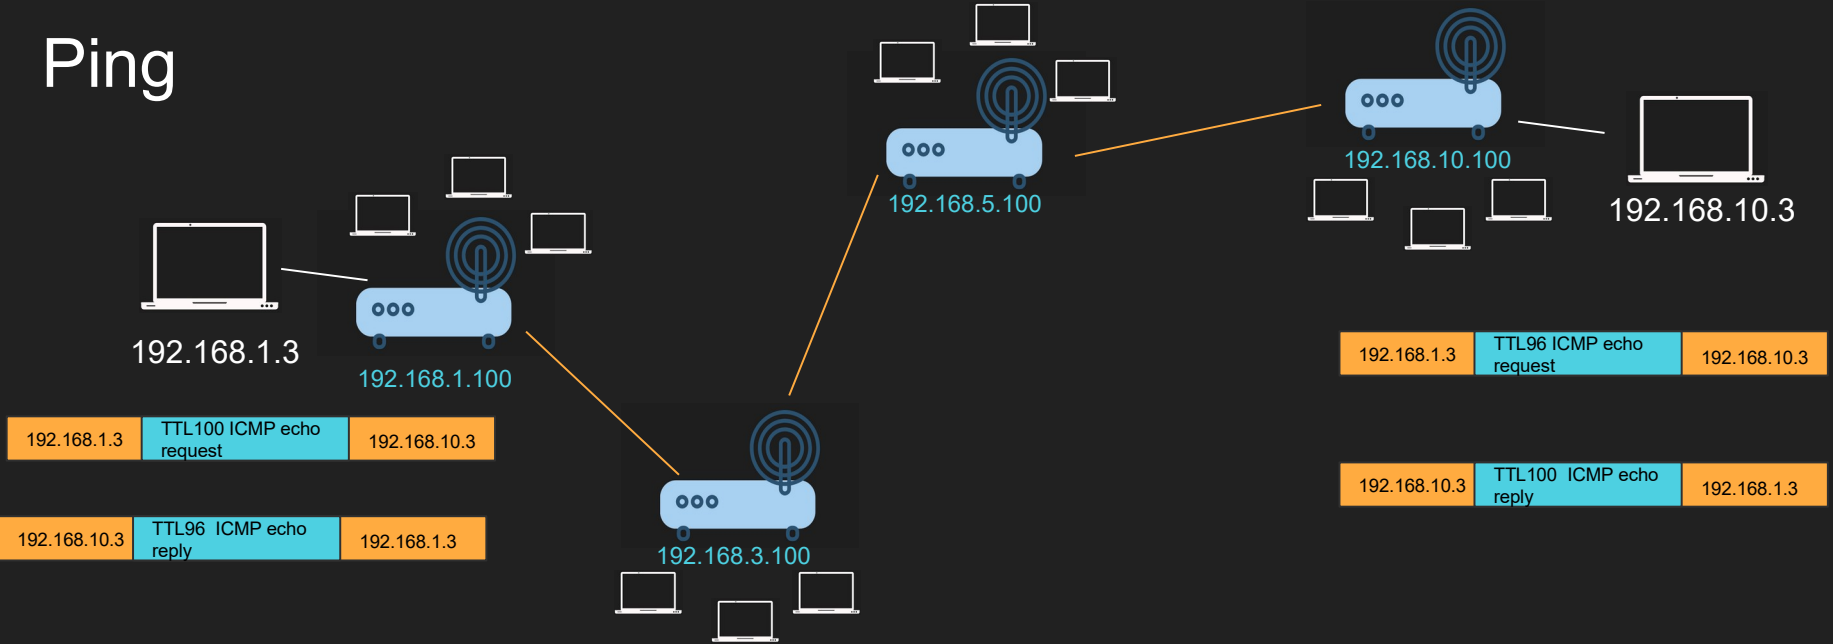 Ping
192.168.1.3
192.168.1.100
192.168.3.100
192.168.5.100
192.168.10.100
192.168.10.3
192.168.1.3
TTL100 ICMP echo
request
192.168.10.3
192.168.10.3
TTL96 ICMP echo
reply
192.168.1.3
192.168.1.3
TTL96 ICMP echo
request
192.168.10.3
192.168.10.3
TTL100 ICMP echo
reply
192.168.1.3